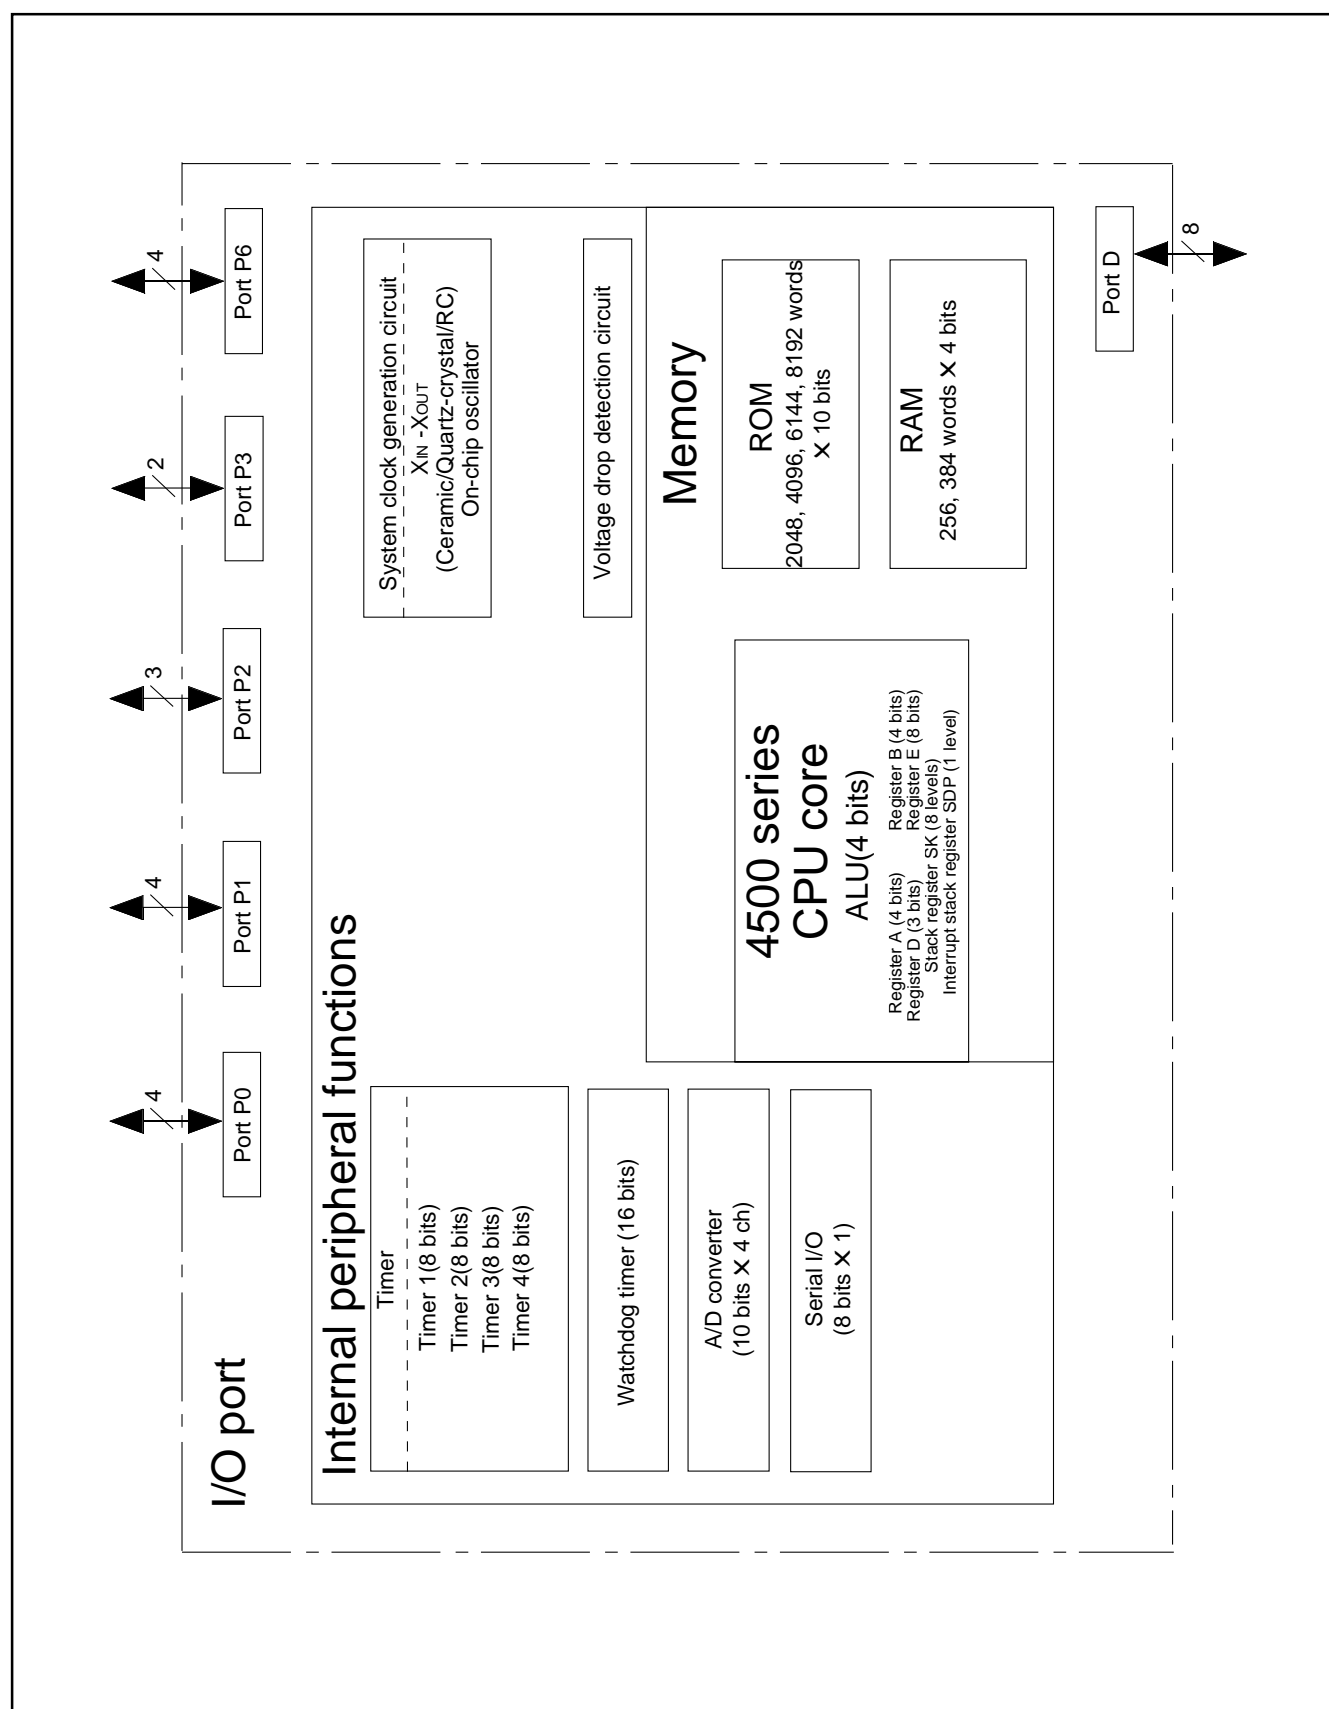 4
4
3
2
4
Port P0
Port P1
Port P2
Port P3
Port P6
I/O port
Internal peripheral functions
Timer
Timer 1(8 bits)
Timer 2(8 bits)
Timer 3(8 bits)
Timer 4(8 bits)
Watchdog timer (16 bits)
A/D converter
(10 bits X 4 ch)
Serial I/O
(8 bits X 1)
System clock generation circuit
XIN -XOUT
(Ceramic/Quartz-crystal/RC)
On-chip oscillator
Voltage drop detection circuit
Memory
ROM
2048, 4096, 6144, 8192 words
X 10 bits
RAM
256, 384 words X 4 bits
4500 series
CPU core
ALU(4 bits)
Register A (4 bits) Register B (4 bits)
Register D (3 bits) Register E (8 bits)
Stack register SK (8 levels)
Interrupt stack register SDP (1 level)
Port D
8